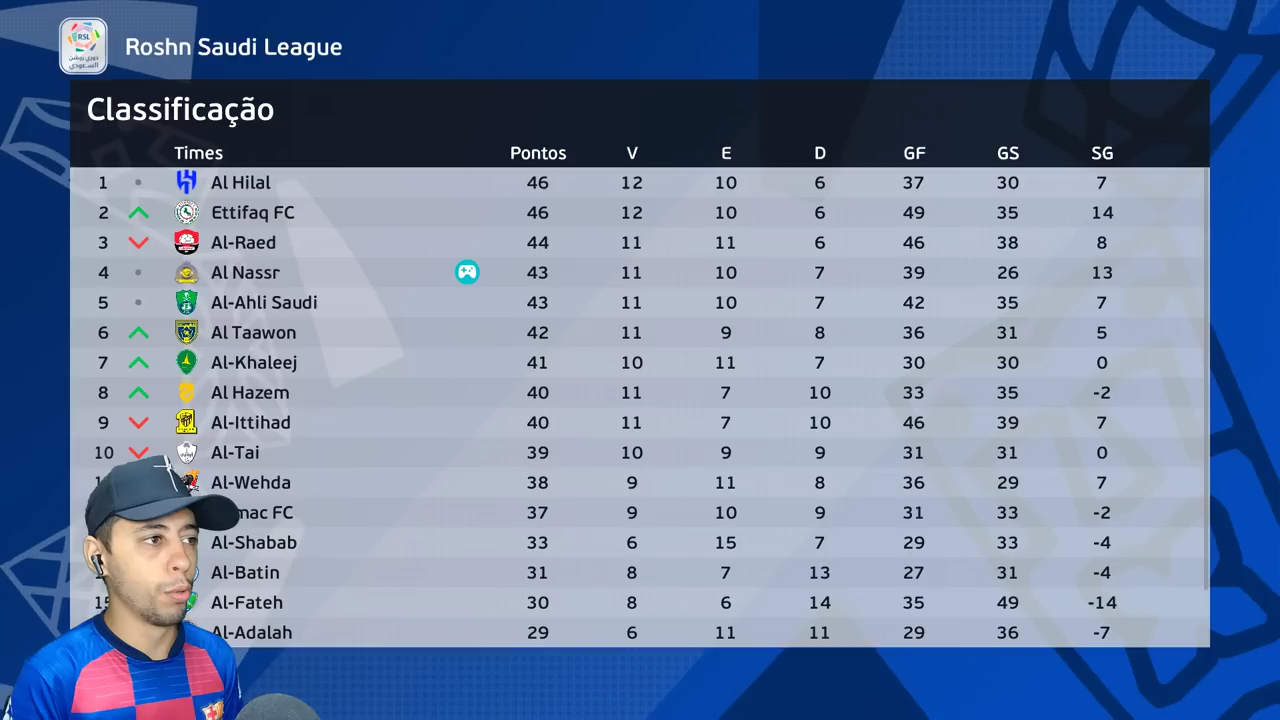 RSL
دوري روشن
السعودي
Roshn Saudi League
Classificação
Times Pontos V E D GF GS SG
1 Al Hilal 46 12 10 6 37 30 7
2 Ettifaq FC 46 12 10 6 49 35 14
3 Al-Raed 44 11 11 6 46 38 8
4 Al Nassr 43 11 10 7 39 26 13
5 Al-Ahli Saudi 43 11 10 7 42 35 7
6 Al Taawon 42 11 9 8 36 31 5
7 Al-Khaleej 41 10 11 7 30 30 0
8 Al Hazem 40 11 7 10 33 35 -2
9 Al-Ittihad 40 11 7 10 46 39 7
10 Al-Tai 39 10 9 9 31 31 0
Al-Wehda 38 9 11 8 36 29 7
mac FC 37 9 10 9 31 33 -2
Al-Shabab 33 6 15 7 29 33 -4
Al-Batin 31 8 7 13 27 31 -4
15 Al-Fateh 30 8 6 14 35 49 -14
Al-Adalah 29 6 11 11 29 36 -7